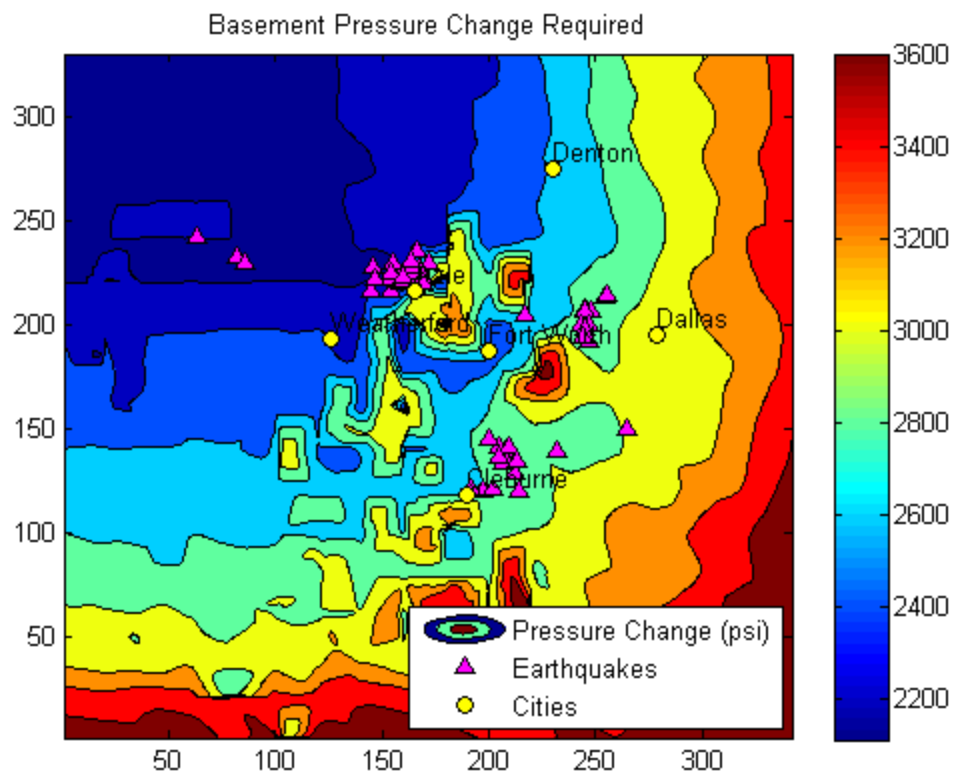 Basement Pressure Change Required
3600
3400
3200
3000
2800
2600
2400
2200
300
250
200
150
100
50
50
100
150
200
250
300
Denton
Weatherford
Fort Worth
Dallas
Cleburne
Pressure Change (psi)
Earthquakes
Cities